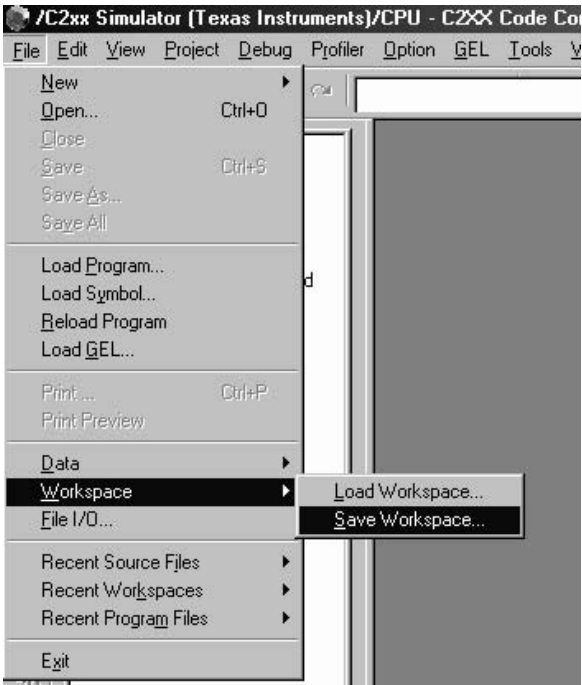 /C2xx Simulator (Texas Instruments)/CPU - C2XX Code Co
File Edit View Project Debug Profiler Option GEL Tools
New
Open... Ctrl+O
Close
Save Ctrl+S
Save As...
Save All
Load Program...
Load Symbol...
Reload Program
Load GEL...
Print ... Ctrl+P
Print Preview
Data
Workspace
Load Workspace...
Save Workspace...
File I/O...
Recent Source Files
Recent Workspaces
Recent Program Files
Exit